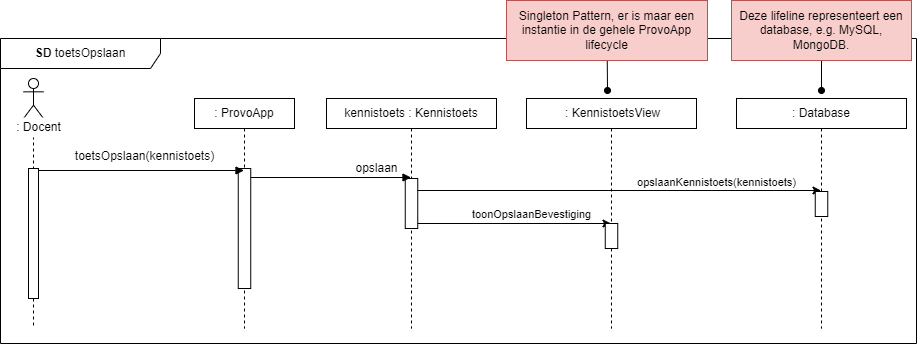 Singleton Pattern, er is maar een
instantie in de gehele ProvoApp
lifecycle
Deze lifeline representeert een
database, e.g. MySQL,
MongoDB.
SD toetsOpslaan
: Docent
: ProvoApp
kennistoets : Kennistoets
: KennistoetsView
: Database
toetsOpslaan(kennistoets)
opslaan
opslaanKennistoets(kennistoets)
toonOpslaanBevestiging